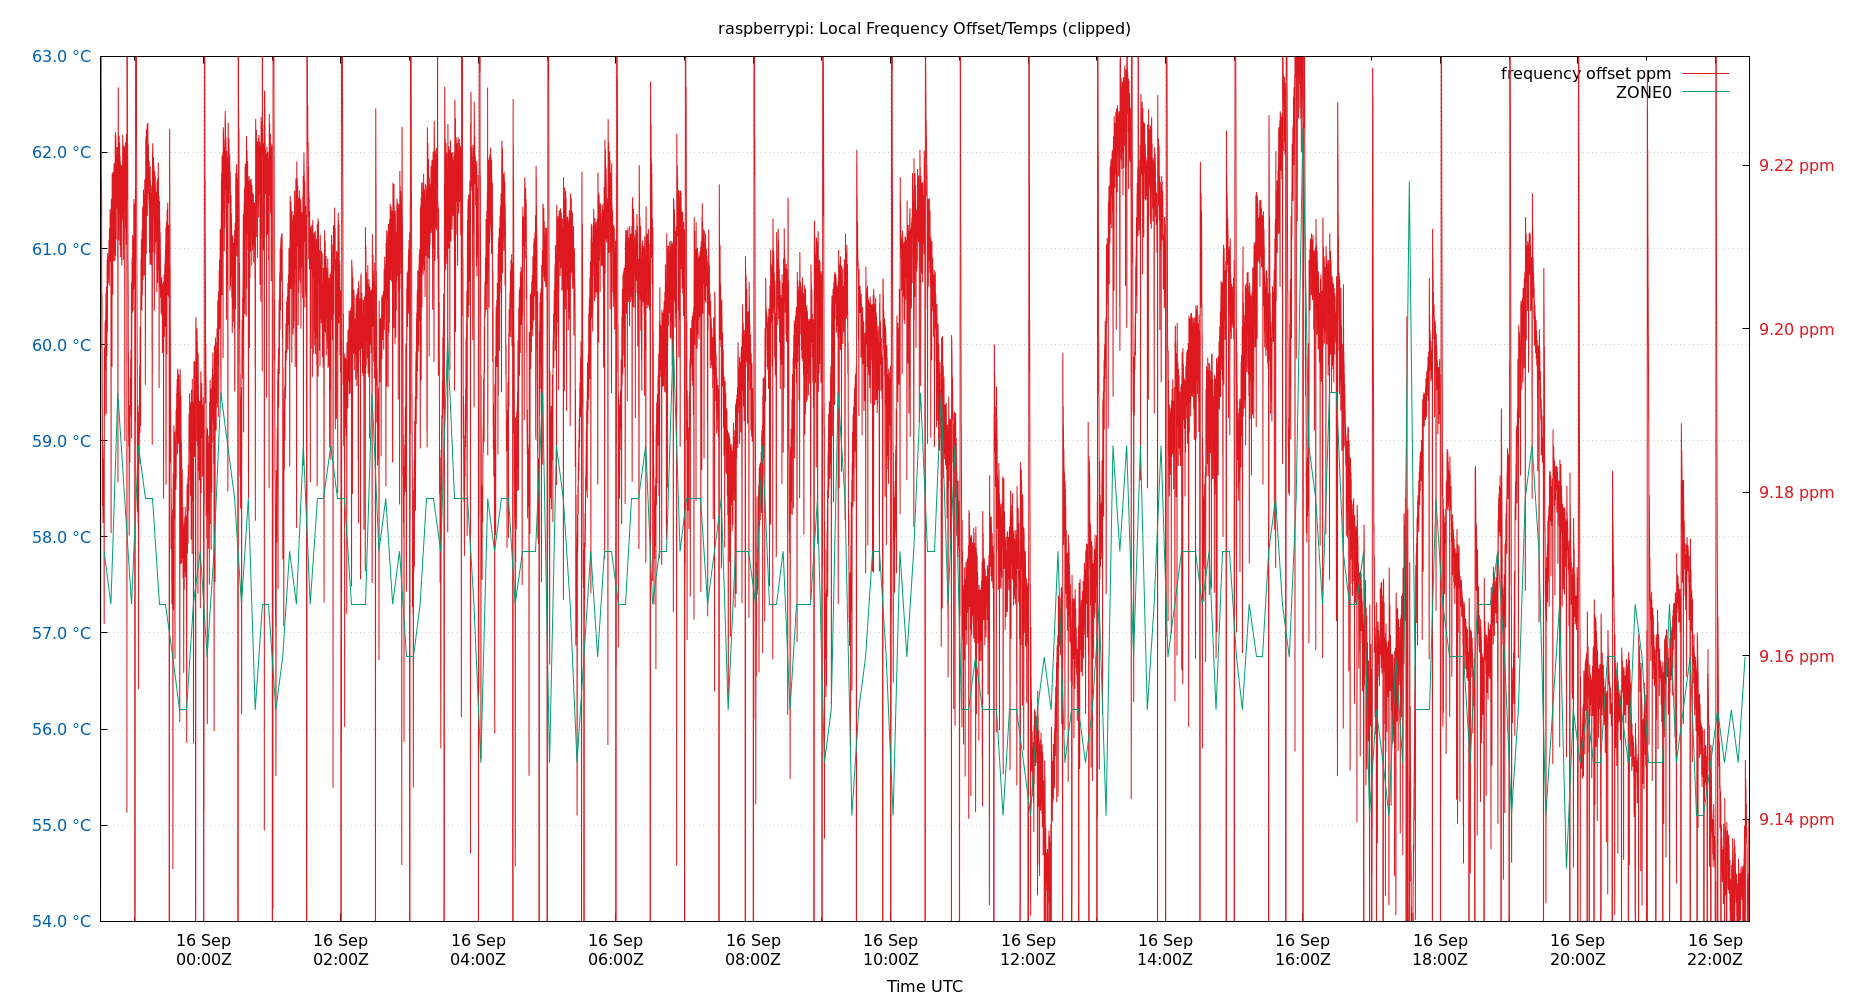 raspberrypi: Local Frequency Offset/Temps (clipped)
63.0 °C
62.0 °C
61.0 °C
60.0 °C
59.0 °C
58.0 °C
57.0 °C
56.0 °C
55.0 °C
54.0 °C
frequency offset ppm
ZONE0
9.22 ppm
9.20 ppm
9.18 ppm
9.16 ppm
9.14 ppm
16 Sep 16 Sep 16 Sep 16 Sep 16 Sep 16 Sep 16 Sep 16 Sep 16 Sep 16 Sep 16 Sep 16 Sep
00:00Z 02:00Z 04:00Z 06:00Z 08:00Z 10:00Z 12:00Z 14:00Z 16:00Z 18:00Z 20:00Z 22:00Z
Time UTC